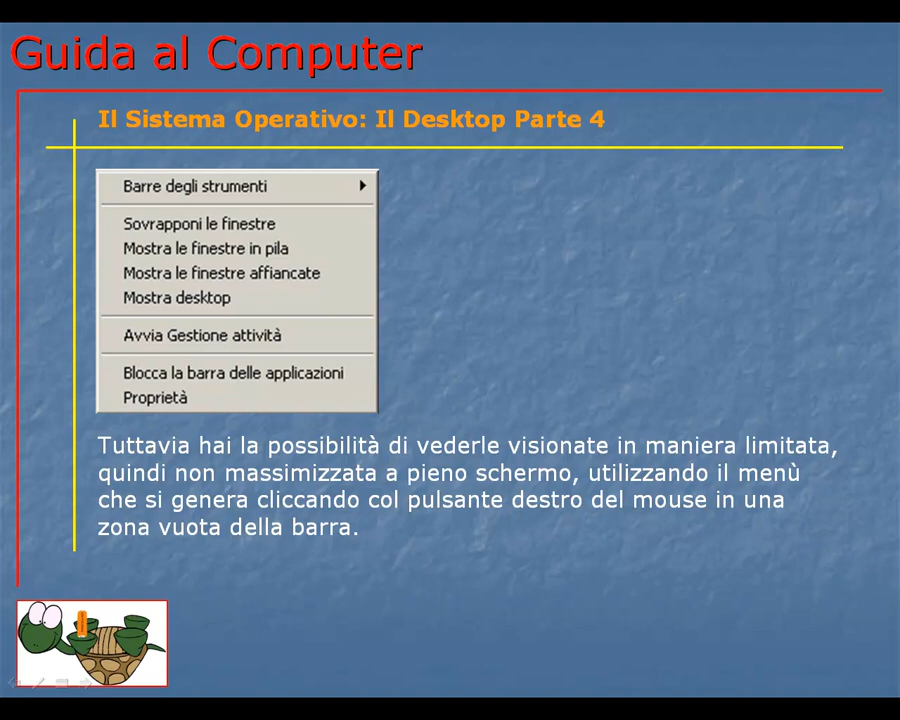 Guida al Computer
Il Sistema Operativo: Il Desktop Parte 4
Barre degli strumenti
Sovrapponi le finestre
Mostra le finestre in pila
Mostra le finestre affiancate
Mostra desktop
Avvia Gestione attività
Blocca la barra delle applicazioni
Proprietà
Tuttavia hai la possibilità di vederle visionate in maniera limitata,
quindi non massimizzata a pieno schermo, utilizzando il menù
che si genera cliccando col pulsante destro del mouse in una
zona vuota della barra.